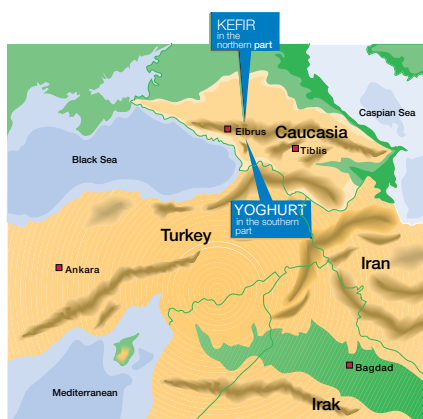 KEFIR
in the
northern part
Caspian Sea
Elbrus
Caucasia
Tiblis
Black Sea
YOGHURT
in the southern
part
Turkey
Iran
Ankara
Bagdad
Mediterranean
Irak